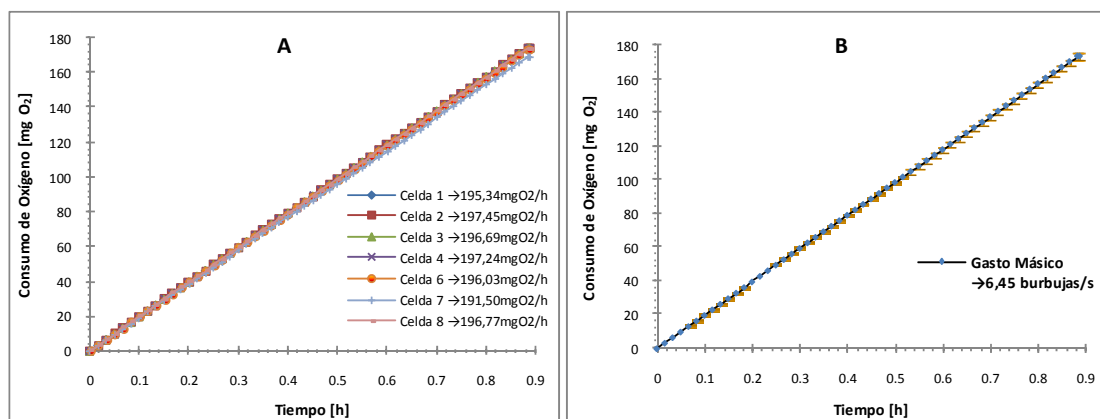 A
Consumo de Oxígeno [mg O₂]
180
160
140
120
100
80
60
40
20
0
Celda 1 →195,34mgO2/h
Celda 2 →197,45mgO2/h
Celda 3 →196,69mgO2/h
Celda 4 →197,24mgO2/h
Celda 6 →196,03mgO2/h
Celda 7 →191,50mgO2/h
Celda 8 →196,77mgO2/h
0 0.1 0.2 0.3 0.4 0.5 0.6 0.7 0.8 0.9
Tiempo [h]
B
Consumo de Oxígeno [mg O₂]
180
160
140
120
100
80
60
40
20
0
Gasto Másico
→6,45 burbujas/s
0 0.1 0.2 0.3 0.4 0.5 0.6 0.7 0.8 0.9
Tiempo [h]